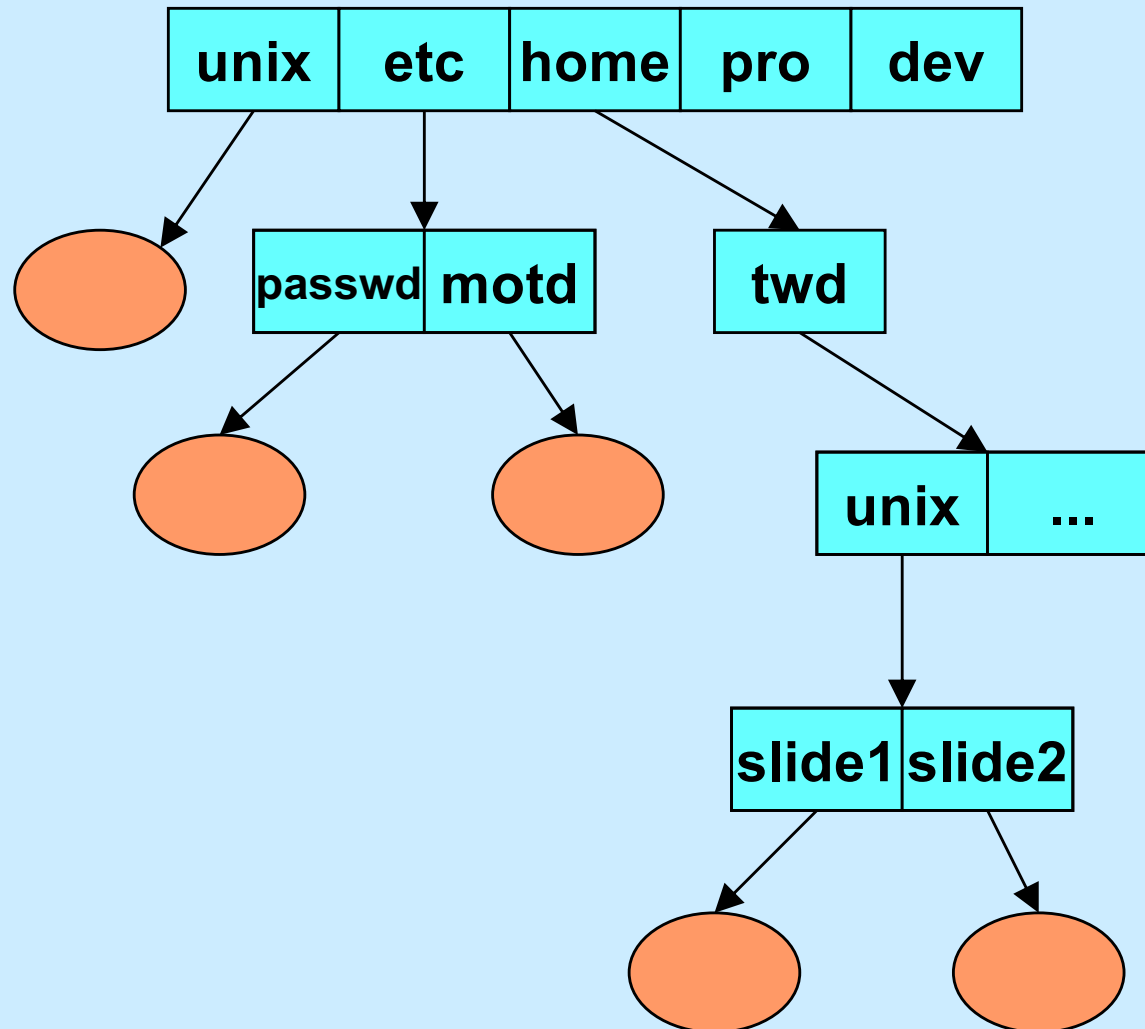 unix etc home pro dev
passwd motd twd
unix ...
slide1 slide2